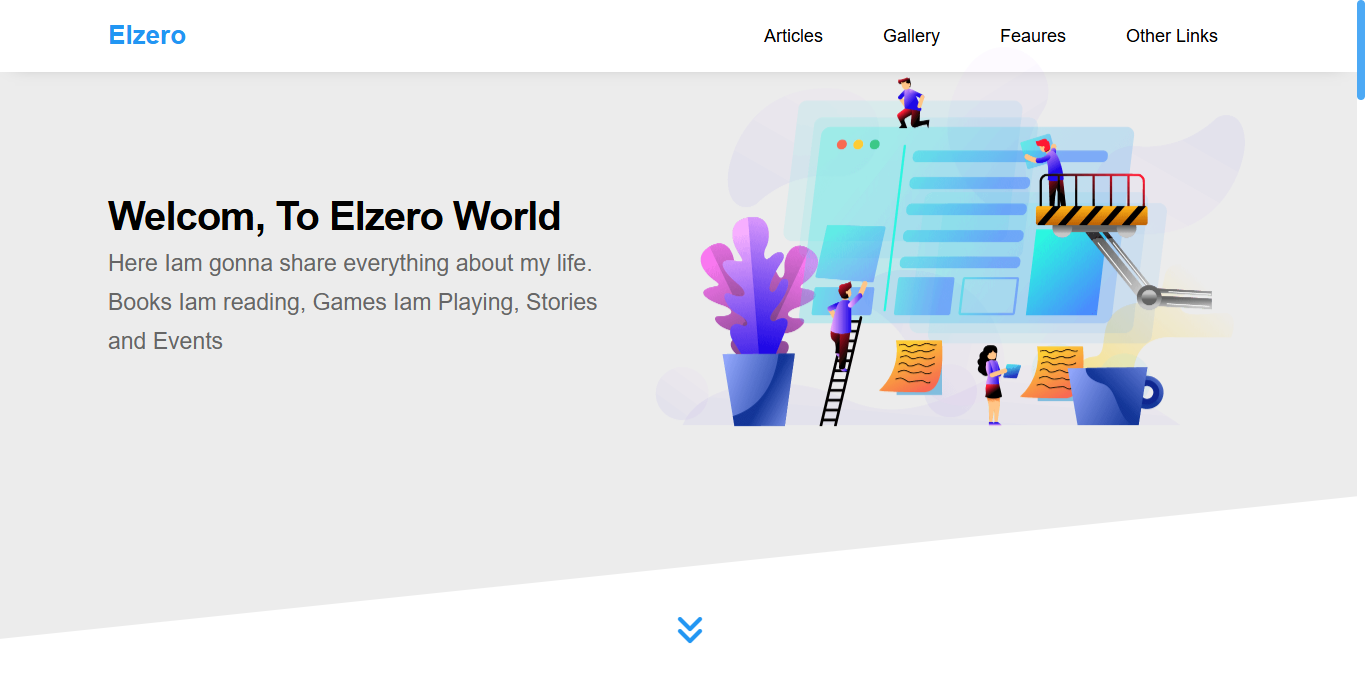 Elzero
Articles
Gallery
Feaures
Other Links
Welcom, To Elzero World
Here Iam gonna share everything about my life.
Books Iam reading, Games Iam Playing, Stories
and Events